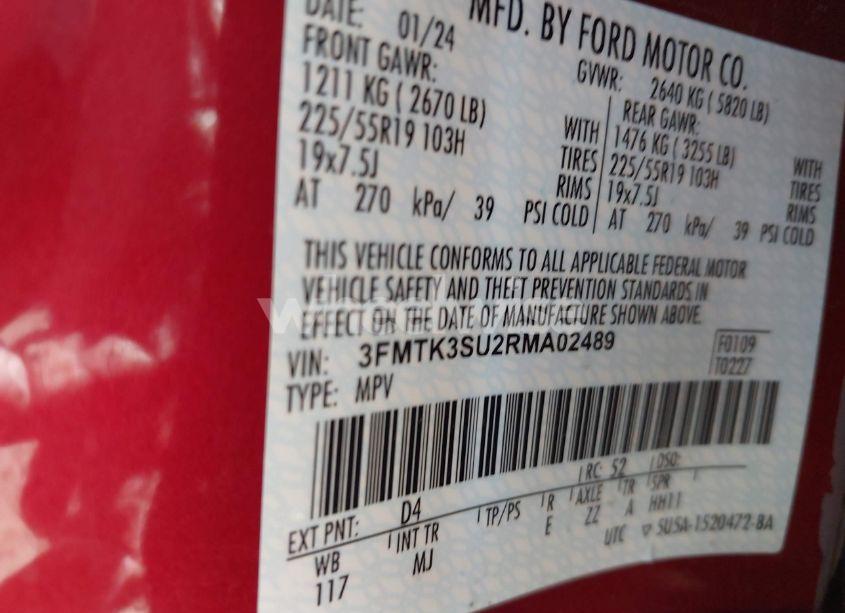 DATE: 01/24
MFD. BY FORD MOTOR CO.
FRONT GAWR:
1211 KG ( 2670 LB)
225/55R19 103H WITH TIRES
19x7.5J RIMS
AT 270 kPa/ 39 PSI COLD
GVWR: 2640 KG ( 5820 LB)
REAR GAWR:
1476 KG ( 3255 LB) WITH
225/55R19 103H TIRES
19x7.5J RIMS
AT 270 kPa/ 39 PSI COLD
THIS VEHICLE CONFORMS TO ALL APPLICABLE FEDERAL MOTOR
VEHICLE SAFETY AND THEFT PREVENTION STANDARDS IN
EFFECT ON THE DATE OF MANUFACTURE SHOWN ABOVE.
VIN: 3FMTK3SU2RMA02489
TYPE: MPV
F0109
T0227
RC: 52 DSO:
EXT PNT: D4
WB INT TR TP/PS R AXLE TR SPR
117 MJ E ZZ A HH11
UTC SU5A-1520472-BA